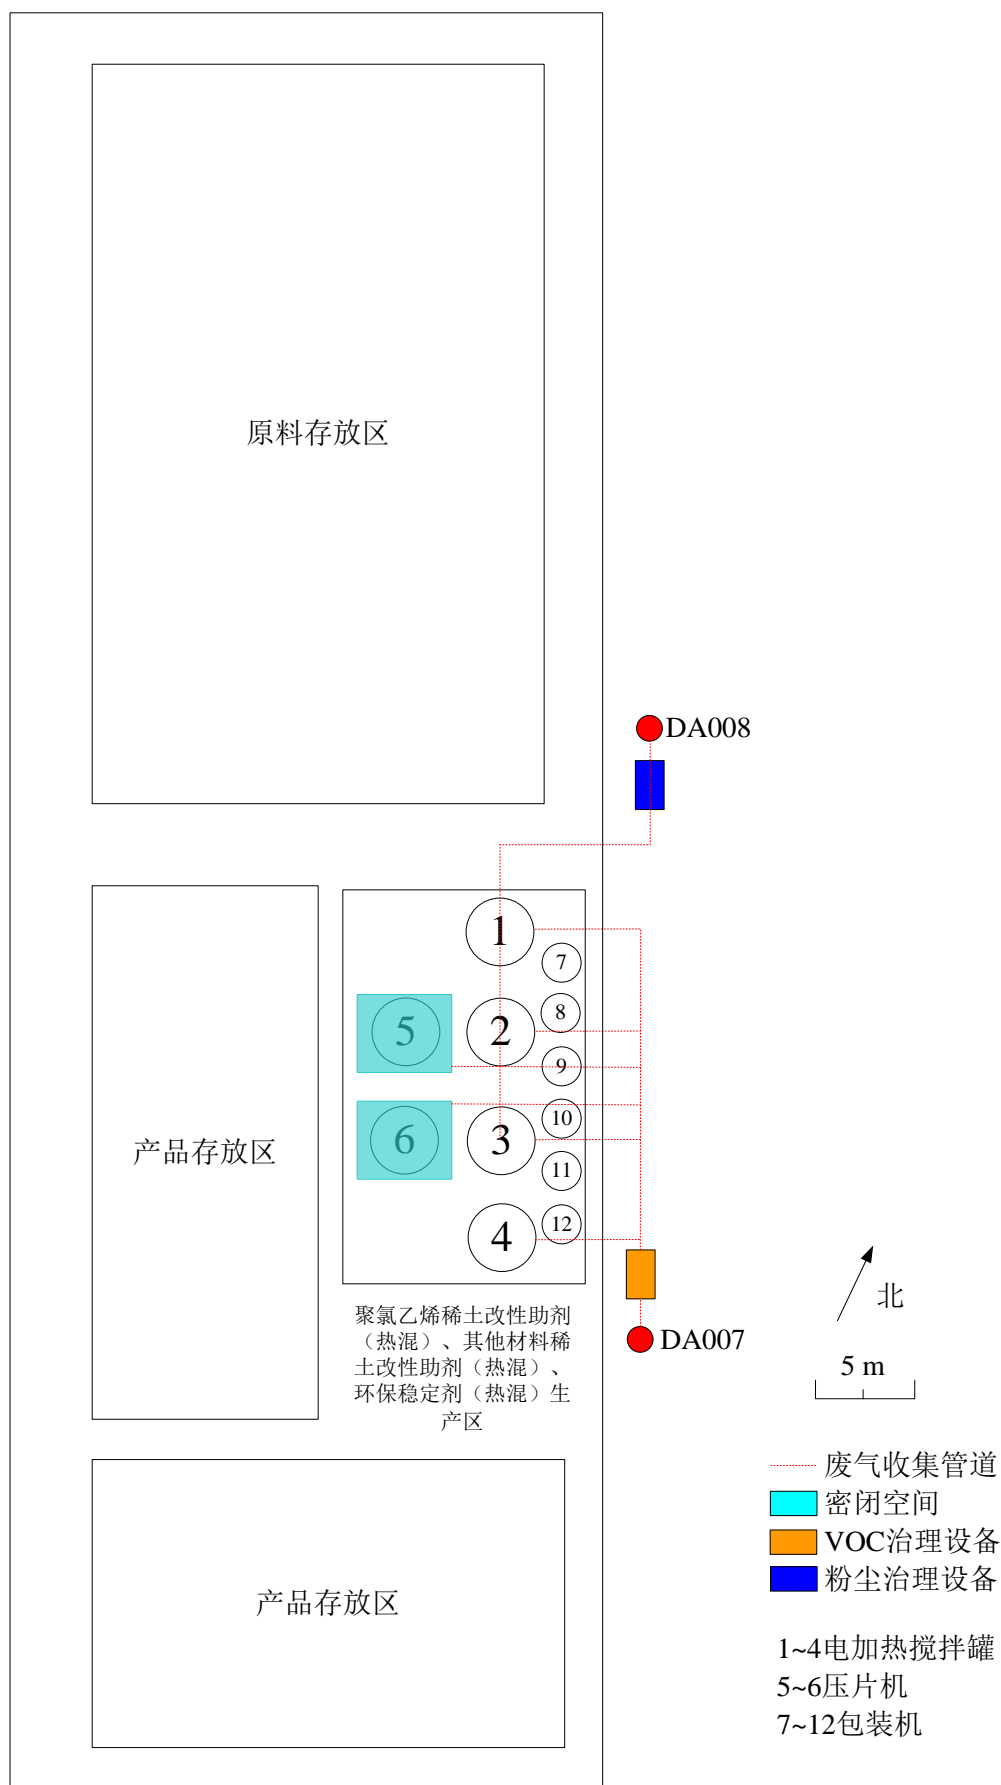 原料存放区
DA008
1
7
8
5
2
9
10
6
3
11
产品存放区
12
4
北
聚氯乙烯稀土改性助剂
（热混）、其他材料稀
土改性助剂（热混）、
环保稳定剂（热混）生
产区
DA007
5 m
废气收集管道
密闭空间
VOC治理设备
粉尘治理设备
产品存放区
1~4电加热搅拌罐
5~6压片机
7~12包装机